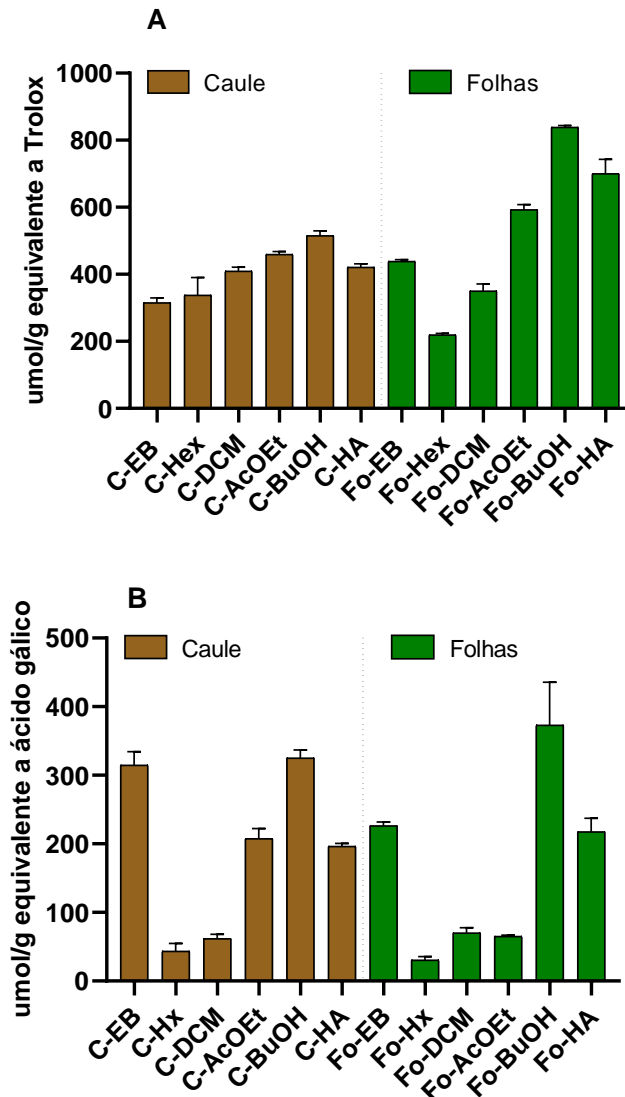 A
umol/g equivalente a Trolox
1000
800
600
400
200
0
Caule
Folhas
C-EB
C-Hex
C-DCM
C-AcOEt
C-BuOH
C-HA
Fo-EB
Fo-Hex
Fo-DCM
Fo-AcOEt
Fo-BuOH
Fo-HA
B
umol/g equivalente a ácido gálico
500
400
300
200
100
0
Caule
Folhas
C-EB
C-Hx
C-DCM
C-AcOEt
C-BuOH
C-HA
Fo-EB
Fo-Hx
Fo-DCM
Fo-AcOEt
Fo-BuOH
Fo-HA